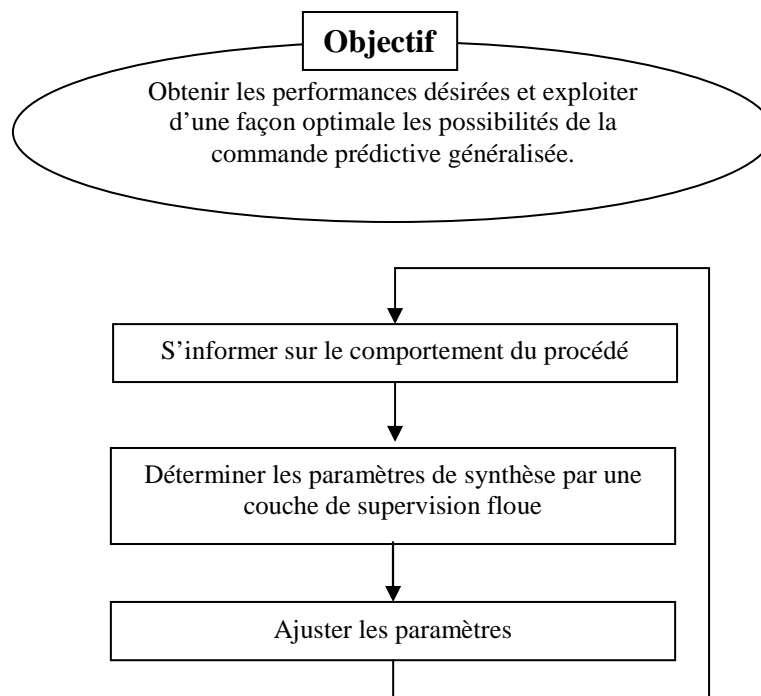 Objectif
Obtenir les performances désirées et exploiter
d’une façon optimale les possibilités de la
commande prédictive généralisée.
S’informer sur le comportement du procédé
Déterminer les paramètres de synthèse par une
couche de supervision floue
Ajuster les paramètres